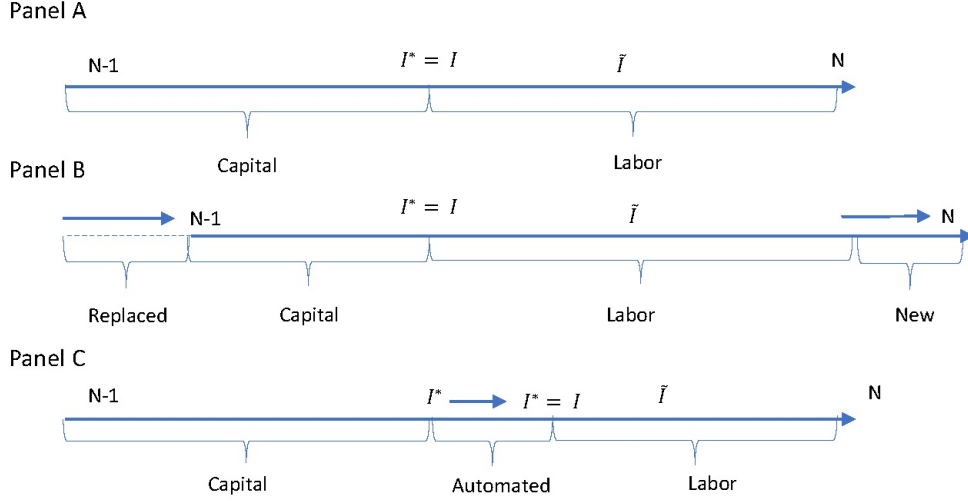 Panel A
N-1 I* = I Ĩ N
Capital Labor
Panel B
N-1 I* = I Ĩ N
Replaced Capital Labor New
Panel C
N-1 I* I* = I Ĩ N
Capital Automated Labor